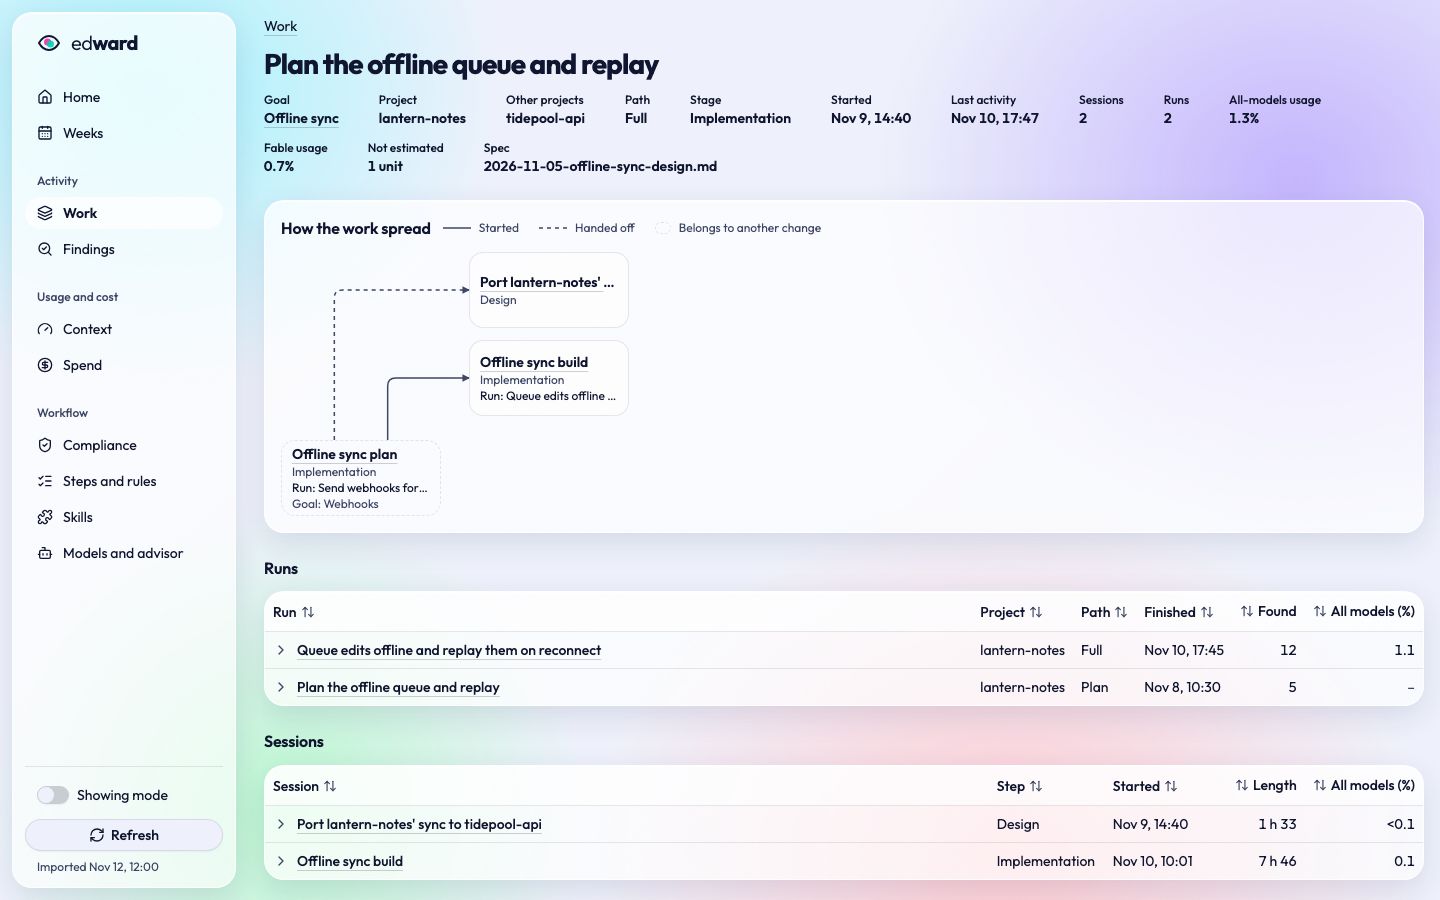 edward
Home
Weeks
Activity
Work
Findings
Usage and cost
Context
Spend
Workflow
Compliance
Steps and rules
Skills
Models and advisor
Showing mode
Refresh
Imported Nov 12, 12:00
Work
Plan the offline queue and replay
Goal Project Other projects Path Stage Started Last activity Sessions Runs All-models usage
Offline sync lantern-notes tidepool-api Full Implementation Nov 9, 14:40 Nov 10, 17:47 2 2 1.3%
Fable usage Not estimated Spec
0.7% 1 unit 2026-11-05-offline-sync-design.md
How the work spread Started Handed off Belongs to another change
Port lantern-notes' ...
Design
Offline sync build
Implementation
Run: Queue edits offline ...
Offline sync plan
Implementation
Run: Send webhooks for...
Goal: Webhooks
Runs
Run Project Path Finished Found All models (%)
Queue edits offline and replay them on reconnect lantern-notes Full Nov 10, 17:45 12 1.1
Plan the offline queue and replay lantern-notes Plan Nov 8, 10:30 5 –
Sessions
Session Step Started Length All models (%)
Port lantern-notes' sync to tidepool-api Design Nov 9, 14:40 1 h 33 <0.1
Offline sync build Implementation Nov 10, 10:01 7 h 46 0.1